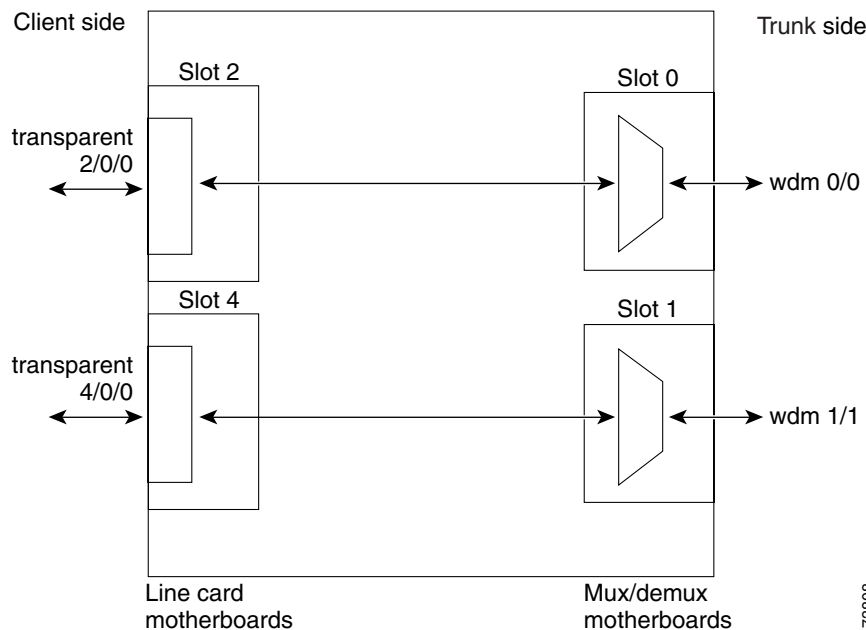 Client side
Trunk side
Slot 2
Slot 0
transparent
2/0/0
wdm 0/0
Slot 4
Slot 1
transparent
4/0/0
wdm 1/1
Line card
motherboards
Mux/demux
motherboards